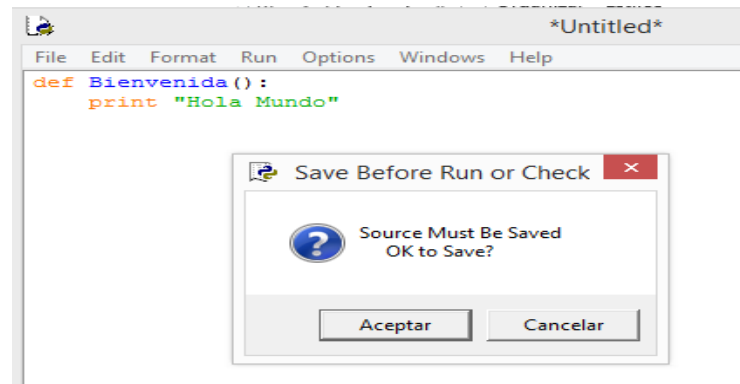 *Untitled*
File Edit Format Run Options Windows Help
def Bienvenida():
    print "Hola Mundo"
Save Before Run or Check
Source Must Be Saved
OK to Save?
Aceptar Cancelar